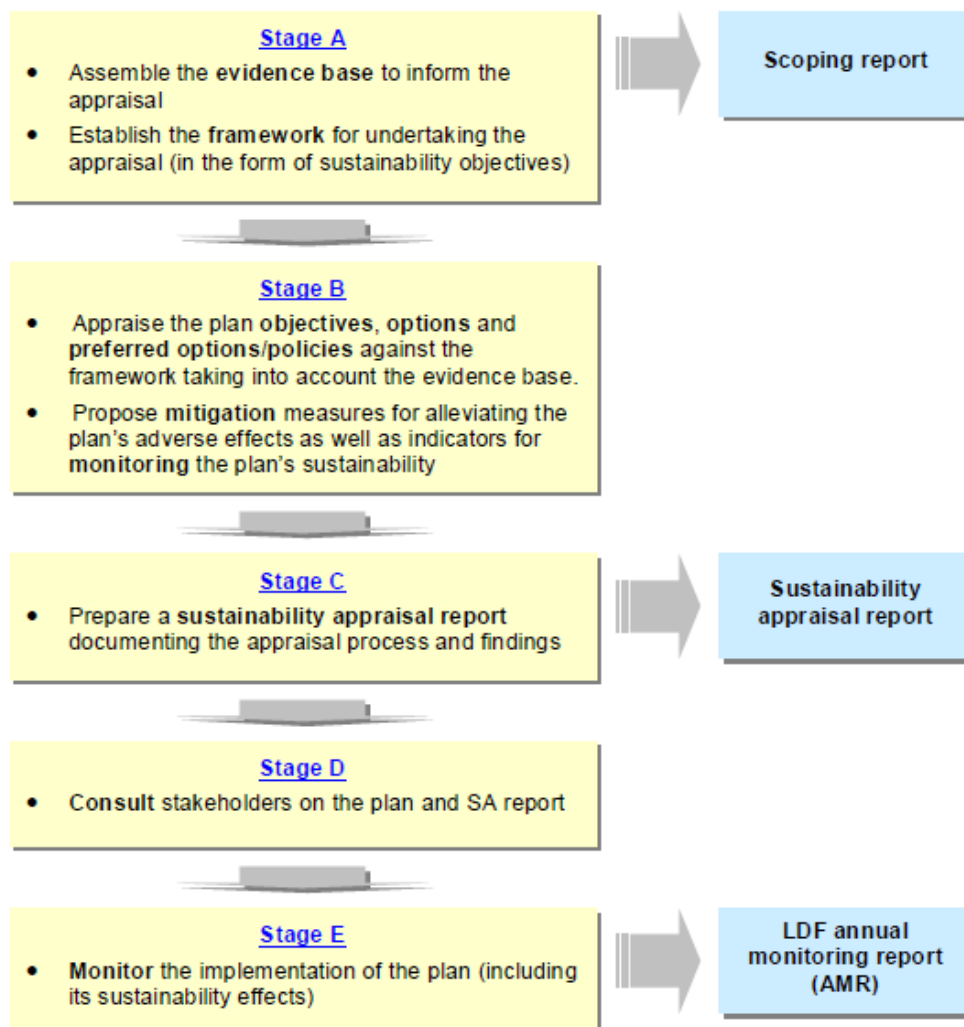 Stage A
• Assemble the evidence base to inform the
appraisal
• Establish the framework for undertaking the
appraisal (in the form of sustainability objectives)
Scoping report
Stage B
• Appraise the plan objectives, options and
preferred options/policies against the
framework taking into account the evidence base.
• Propose mitigation measures for alleviating the
plan's adverse effects as well as indicators for
monitoring the plan's sustainability
Stage C
• Prepare a sustainability appraisal report
documenting the appraisal process and findings
Sustainability
appraisal report
Stage D
• Consult stakeholders on the plan and SA report
Stage E
• Monitor the implementation of the plan (including
its sustainability effects)
LDF annual
monitoring report
(AMR)